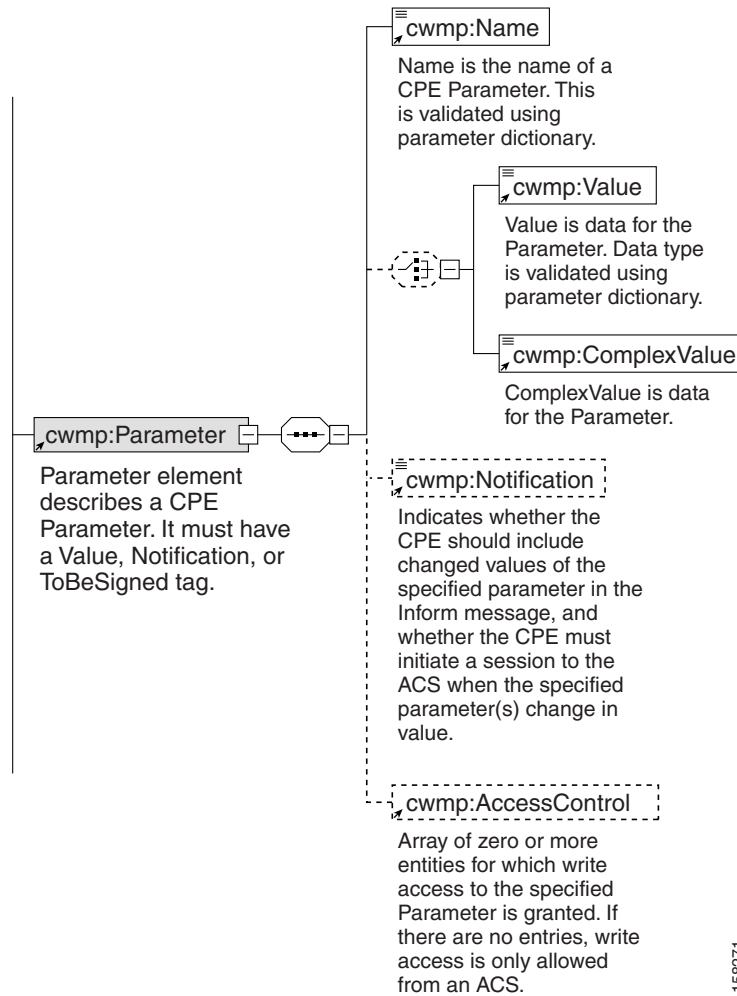 cwmp:Name
Name is the name of a
CPE Parameter. This
is validated using
parameter dictionary.
cwmp:Value
Value is data for the
Parameter. Data type
is validated using
parameter dictionary.
cwmp:ComplexValue
ComplexValue is data
for the Parameter.
cwmp:Parameter
Parameter element
describes a CPE
Parameter. It must have
a Value, Notification, or
ToBeSigned tag.
cwmp:Notification
Indicates whether the
CPE should include
changed values of the
specified parameter in the
Inform message, and
whether the CPE must
initiate a session to the
ACS when the specified
parameter(s) change in
value.
cwmp:AccessControl
Array of zero or more
entities for which write
access to the specified
Parameter is granted. If
there are no entries, write
access is only allowed
from an ACS.
158271